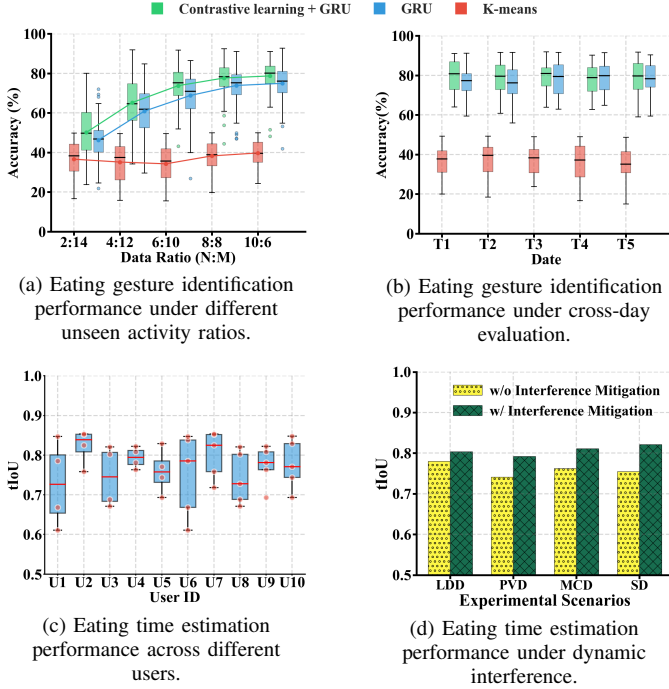 Contrastive learning + GRU GRU K-means
Accuracy (%)
100
80
60
40
20
0
2:14 4:12 6:10 8:8 10:6
Data Ratio (N:M)
(a) Eating gesture identification
performance under different
unseen activity ratios.
Accuracy(%)
100
80
60
40
20
0
T1 T2 T3 T4 T5
Date
(b) Eating gesture identification
performance under cross-day
evaluation.
tIoU
1.0
0.9
0.8
0.7
0.6
0.5
U1 U2 U3 U4 U5 U6 U7 U8 U9 U10
User ID
(c) Eating time estimation
performance across different
users.
tIoU
1.0
0.9
0.8
0.7
0.6
0.5
w/o Interference Mitigation
w/ Interference Mitigation
LDD PVD MCD SD
Experimental Scenarios
(d) Eating time estimation
performance under dynamic
interference.